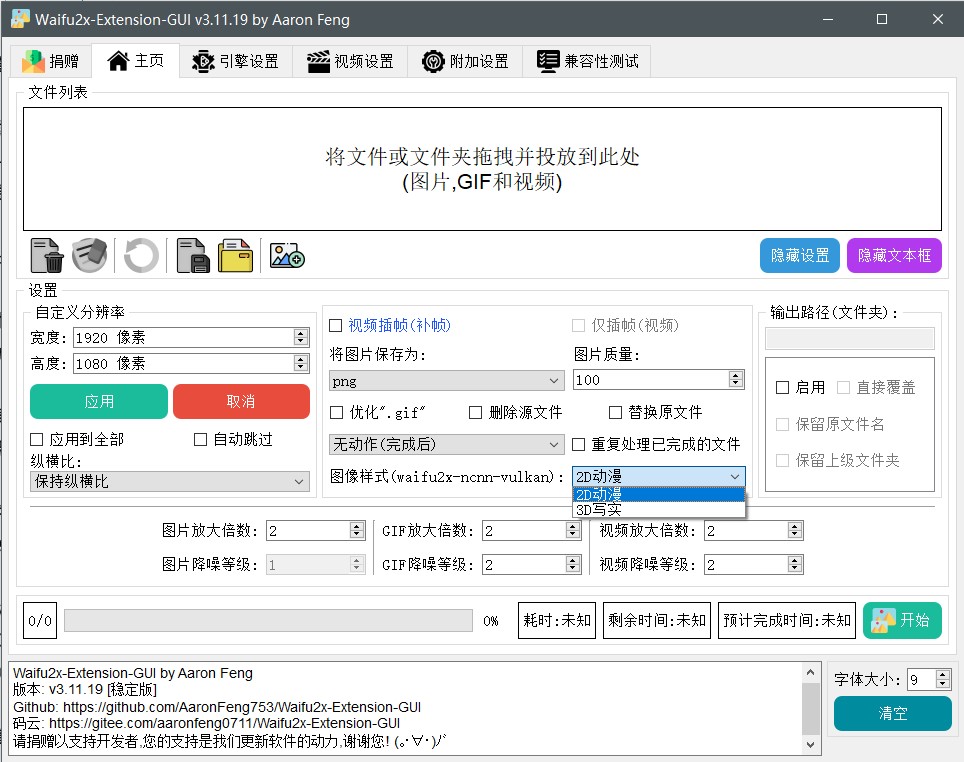 Waifu2x-Extension-GUI v3.11.19 by Aaron Feng
捐赠 主页 引擎设置 视频设置 附加设置 兼容性测试
文件列表
将文件或文件夹拖拽并投放到此处
(图片,GIF和视频)
隐藏设置 隐藏文本框
设置
自定义分辨率
宽度: 1920 像素
高度: 1080 像素
应用 取消
应用到全部 自动跳过
纵横比:
保持纵横比
视频插帧(补帧) 仅插帧(视频)
将图片保存为: 图片质量:
png 100
优化".gif" 删除源文件 替换原文件
无动作(完成后) 重复处理已完成的文件
图像样式(waifu2x-ncnn-vulkan): 2D动漫
2D动漫
3D写实
输出路径(文件夹):
启用 直接覆盖
保留原文件名
保留上级文件夹
图片放大倍数: 2 GIF放大倍数: 2 视频放大倍数: 2
图片降噪等级: 1 GIF降噪等级: 2 视频降噪等级: 2
0/0 0% 耗时:未知 剩余时间:未知 预计完成时间:未知 开始
Waifu2x-Extension-GUI by Aaron Feng
版本: v3.11.19 [稳定版]
Github: https://github.com/AaronFeng753/Waifu2x-Extension-GUI
码云: https://gitee.com/aaronfeng0711/Waifu2x-Extension-GUI
请捐赠以支持开发者,您的支持是我们更新软件的动力,谢谢您! (｡･∀･)ﾉﾞ
字体大小: 9
清空